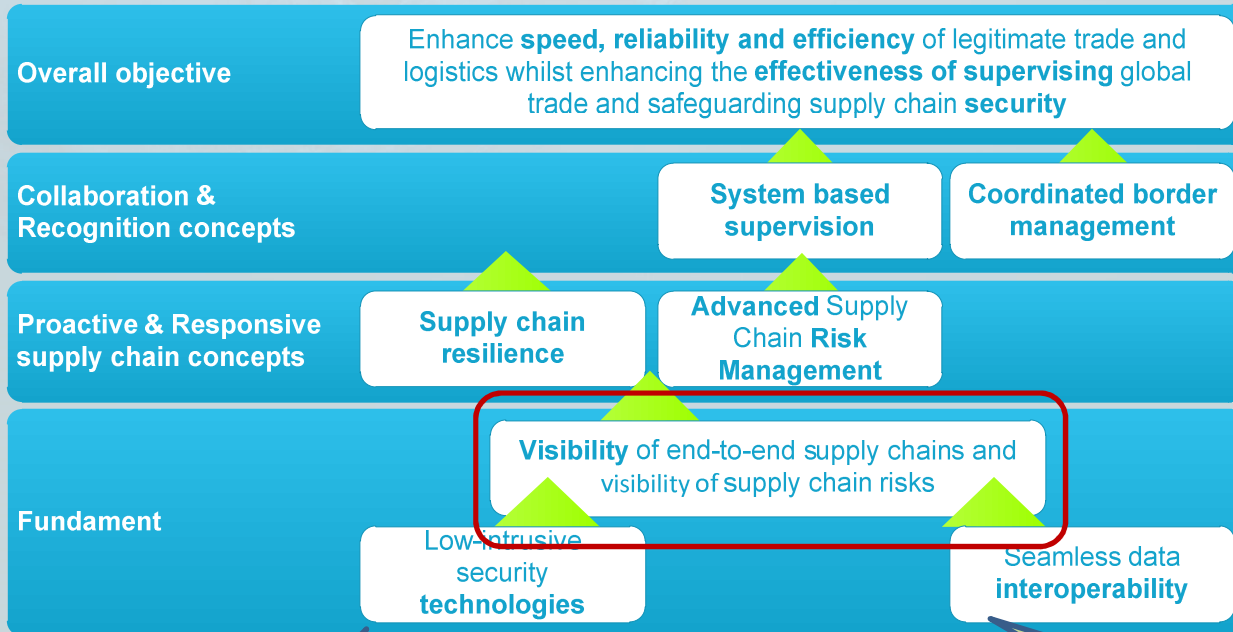 Overall objective
Enhance speed, reliability and efficiency of legitimate trade and
logistics whilst enhancing the effectiveness of supervising global
trade and safeguarding supply chain security
Collaboration &
Recognition concepts
System based
supervision
Coordinated border
management
Proactive & Responsive
supply chain concepts
Supply chain
resilience
Advanced Supply
Chain Risk
Management
Fundament
Visibility of end-to-end supply chains and
visibility of supply chain risks
Low-intrusive
security
technologies
Seamless data
interoperability